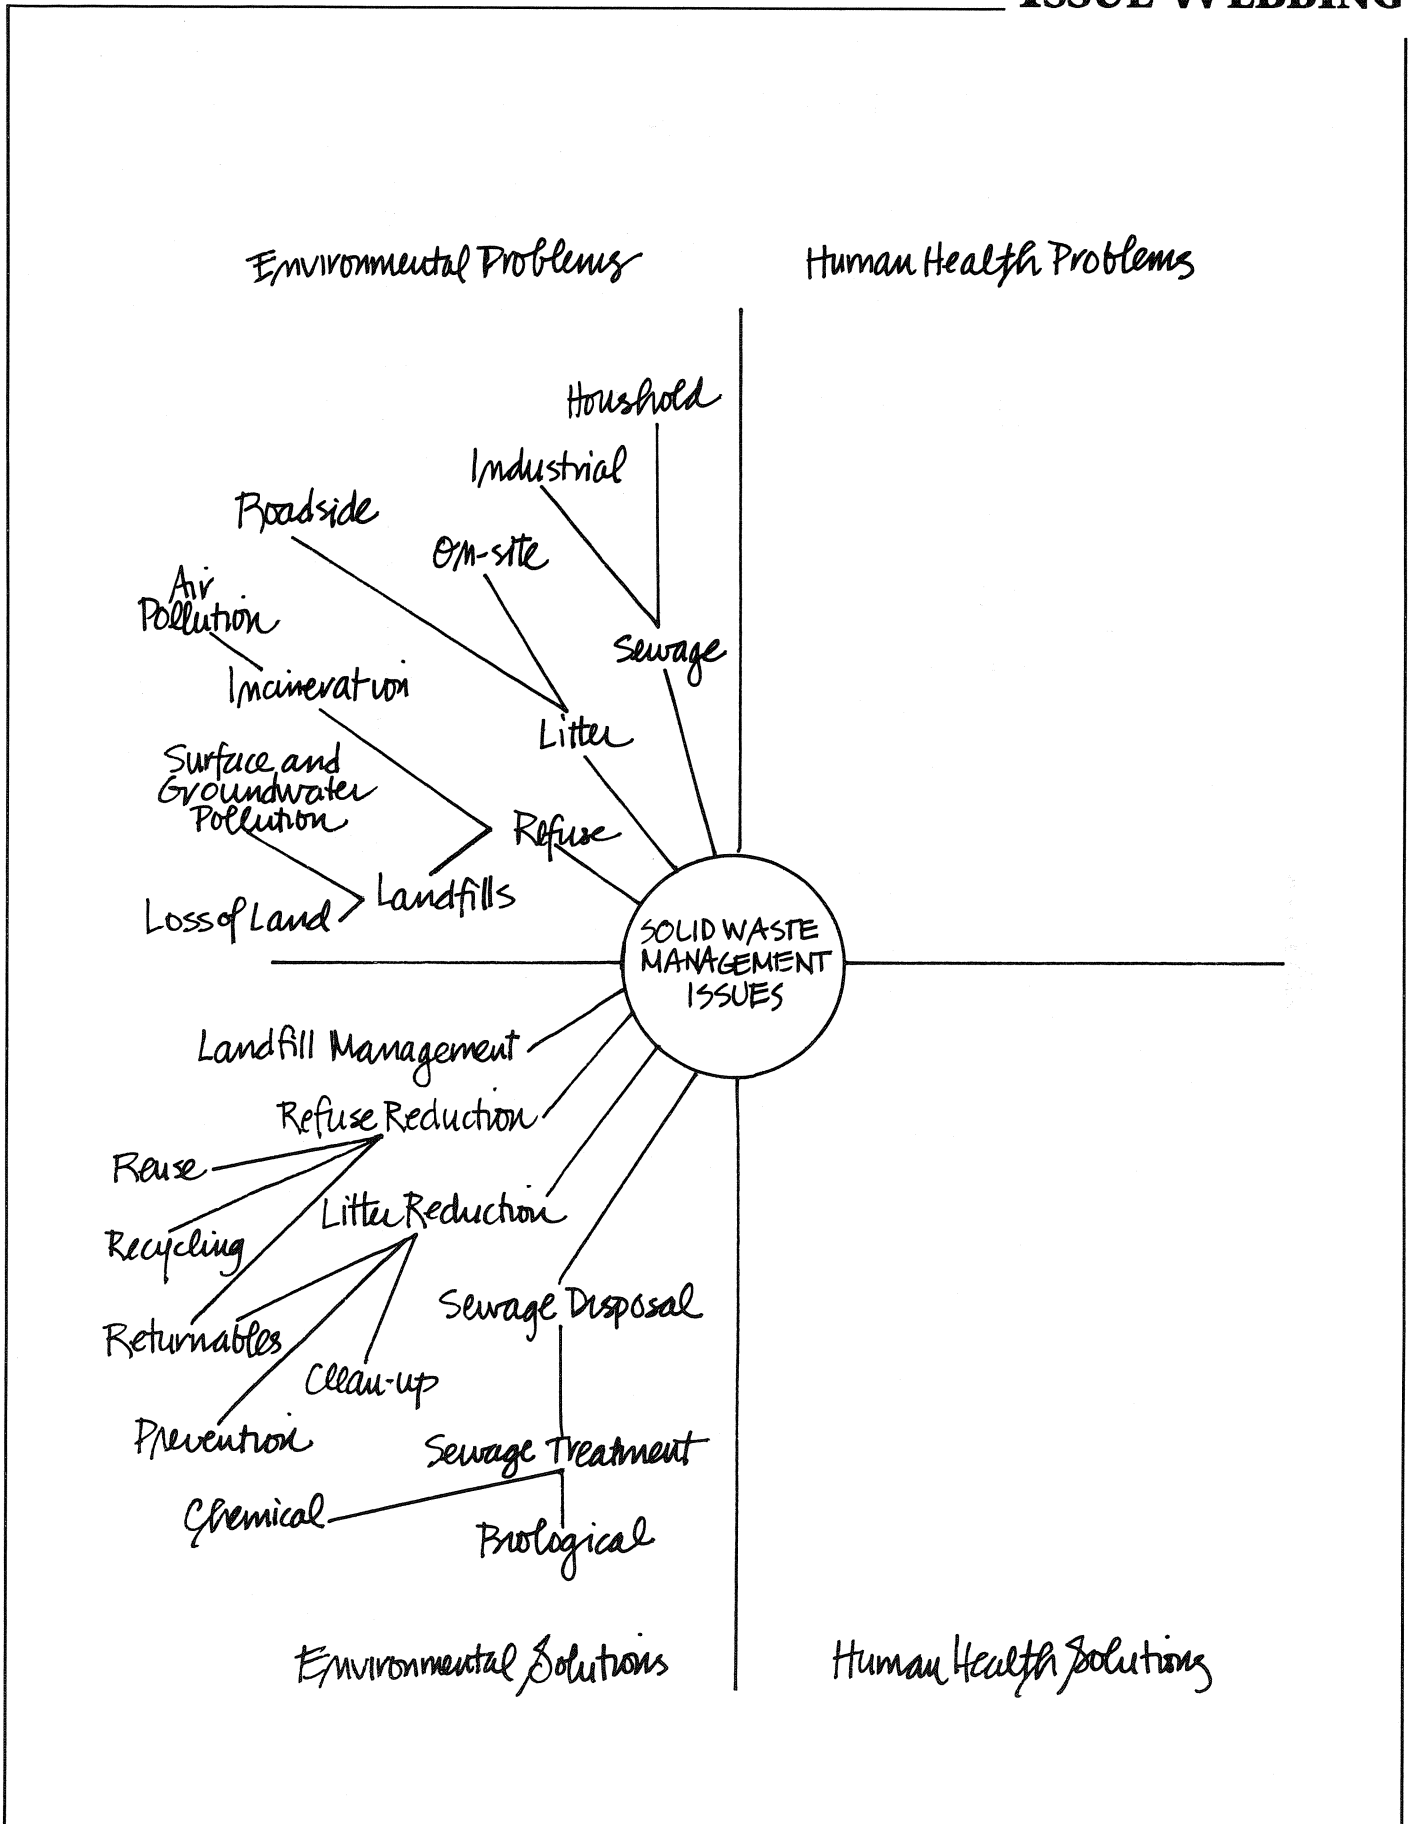 ISSUE WEBBING
Environmental Problems
Human Health Problems
Houshold
Industrial
Roadside
On-site
Air
Pollution
Sewage
Incineration
Litter
Surface and
Groundwater
Pollution
Refuse
Landfills
Loss of Land
SOLID WASTE
MANAGEMENT
ISSUES
Landfill Management
Refuse Reduction
Reuse
Litter Reduction
Recycling
Sewage Disposal
Returnables
Clean-up
Prevention
Sewage Treatment
Chemical
Biological
Environmental Solutions
Human Health Solutions